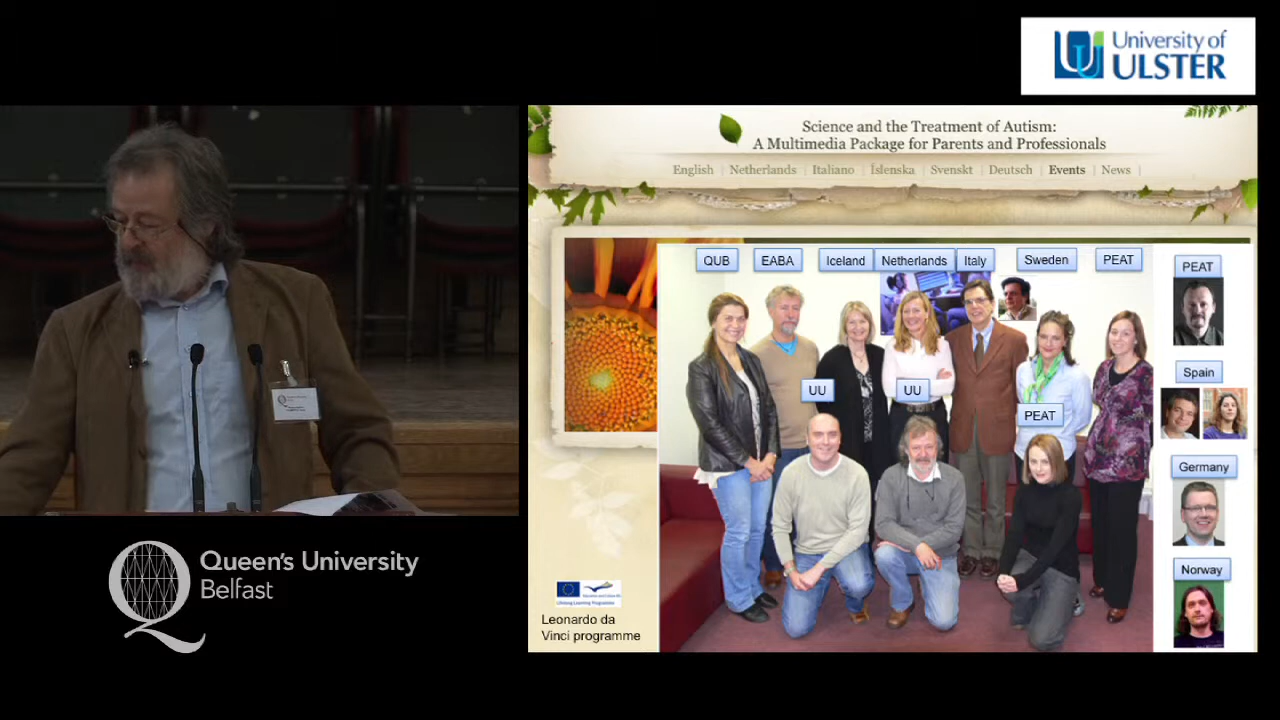 University of
ULSTER
Science and the Treatment of Autism:
A Multimedia Package for Parents and Professionals
English | Netherlands | Italiano | Íslenska | Svenskt | Deutsch | Events | News |
QUB
EABA
Iceland
Netherlands
Italy
Sweden
PEAT
PEAT
UU
UU
PEAT
Spain
Germany
Norway
Leonardo da
Vinci programme
Queen's University
Belfast